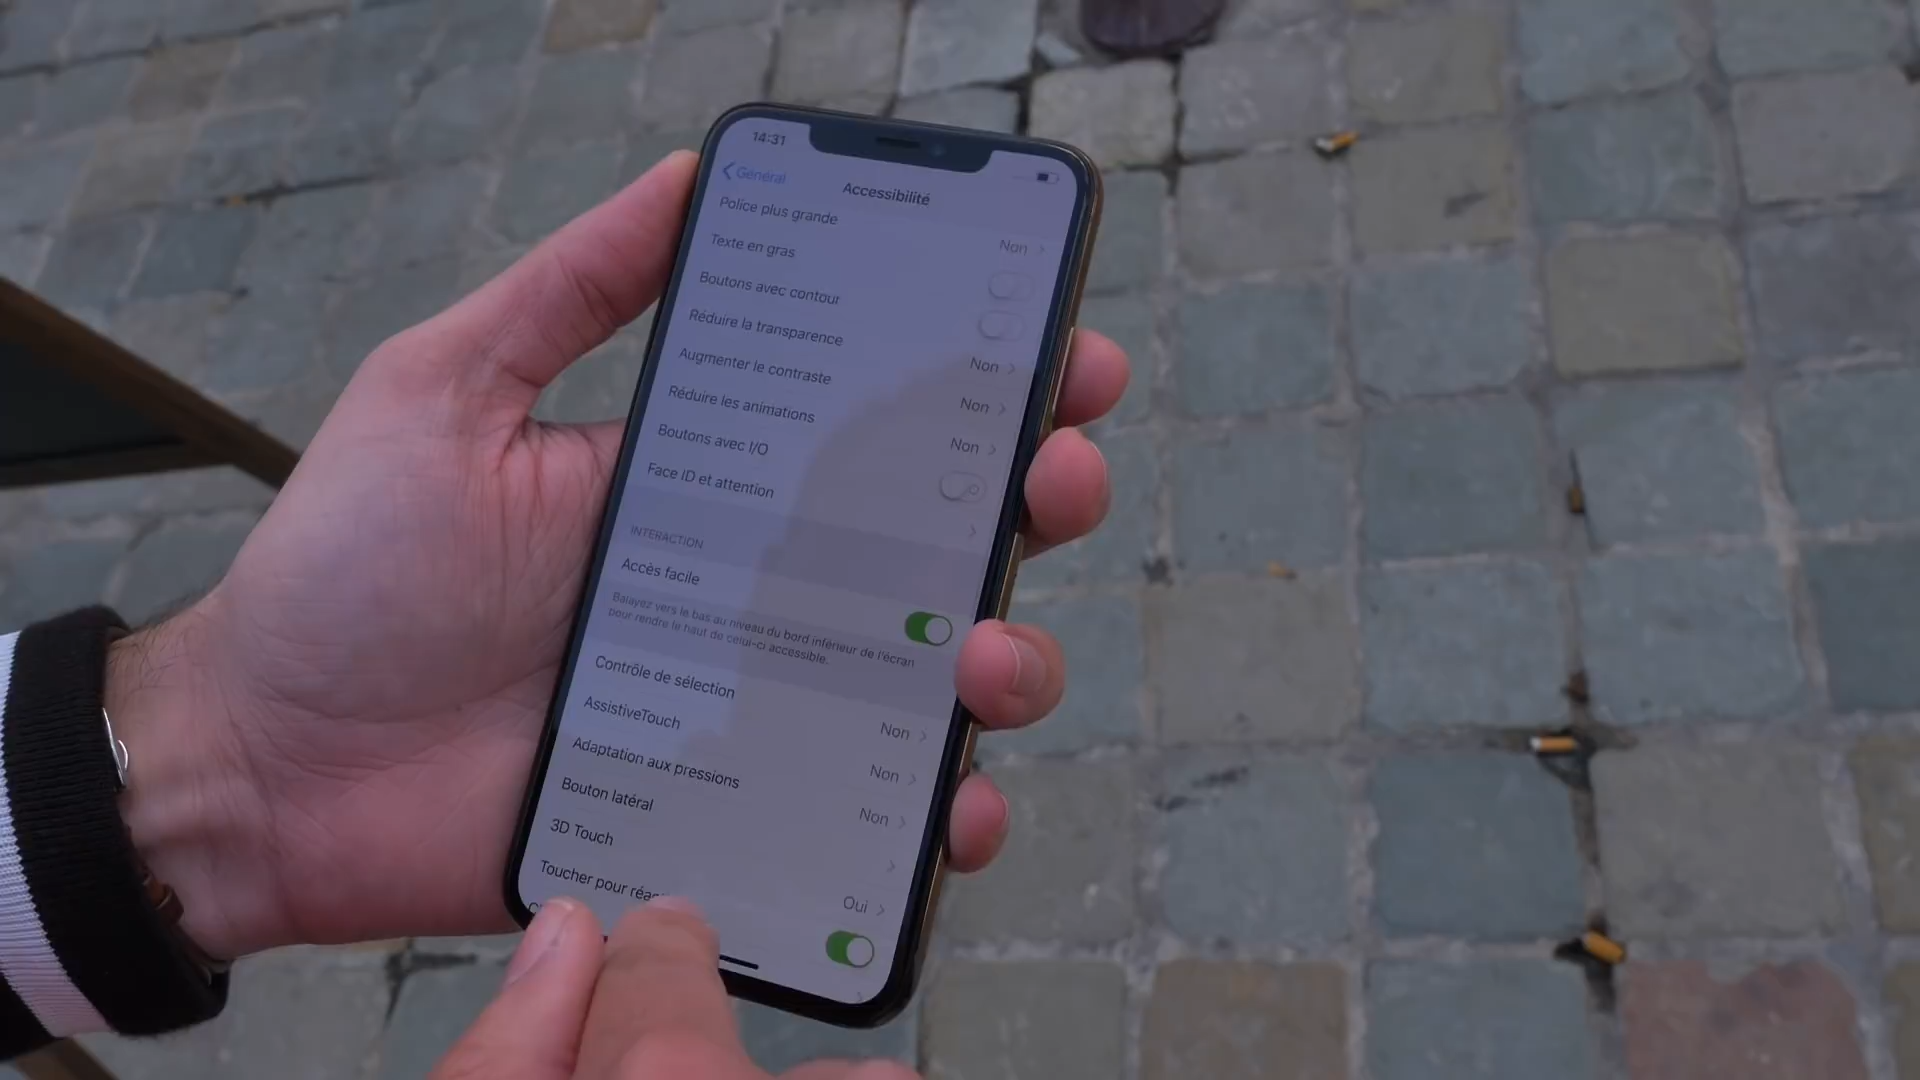 14:31
Général
Accessibilité
Police plus grande
Non
Texte en gras
Boutons avec contour
Réduire la transparence
Non
Augmenter le contraste
Non
Réduire les animations
Non
Boutons avec I/O
Face ID et attention
INTERACTION
Accès facile
Balayez vers le bas au niveau du bord inférieur de l'écran
pour rendre le haut de celui-ci accessible.
Contrôle de sélection
Non
AssistiveTouch
Non
Adaptation aux pressions
Non
Bouton latéral
3D Touch
Oui
Toucher pour